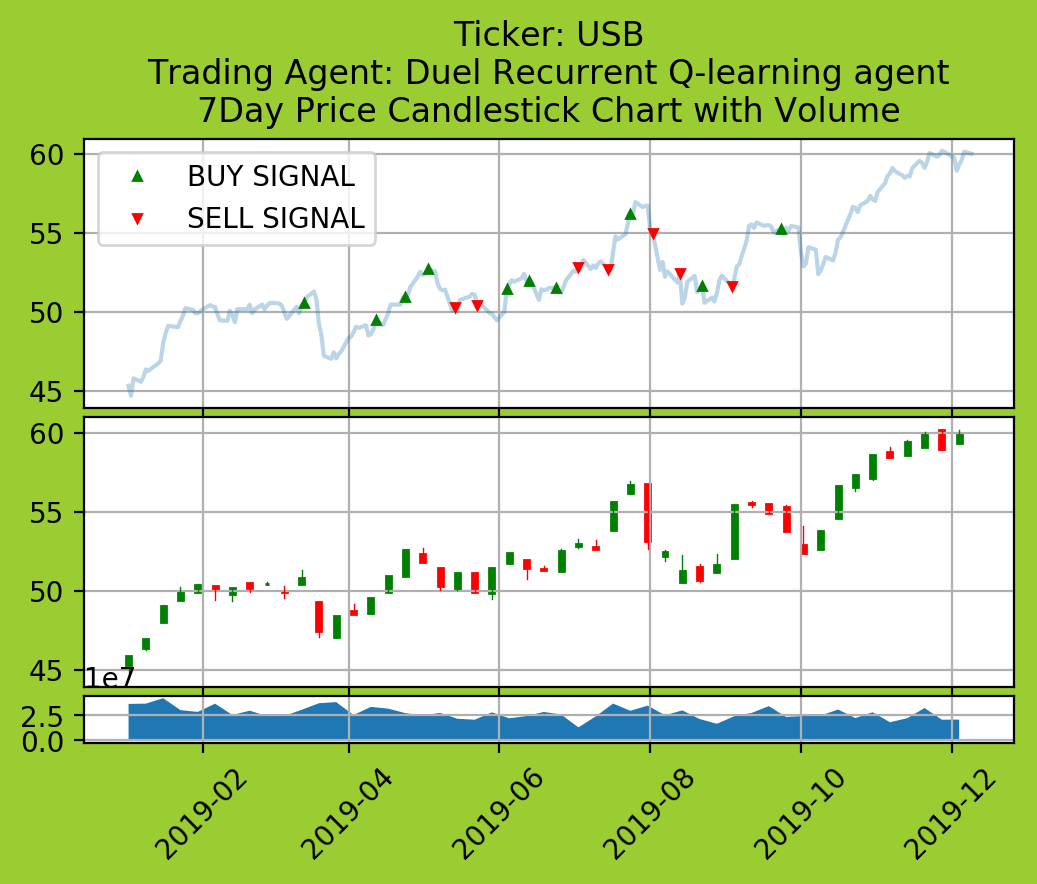 Ticker: USB
Trading Agent: Duel Recurrent Q-learning agent
7Day Price Candlestick Chart with Volume
60
55
50
45
BUY SIGNAL
SELL SIGNAL
60
55
50
45
1e7
2.5
0.0
2019-02
2019-04
2019-06
2019-08
2019-10
2019-12